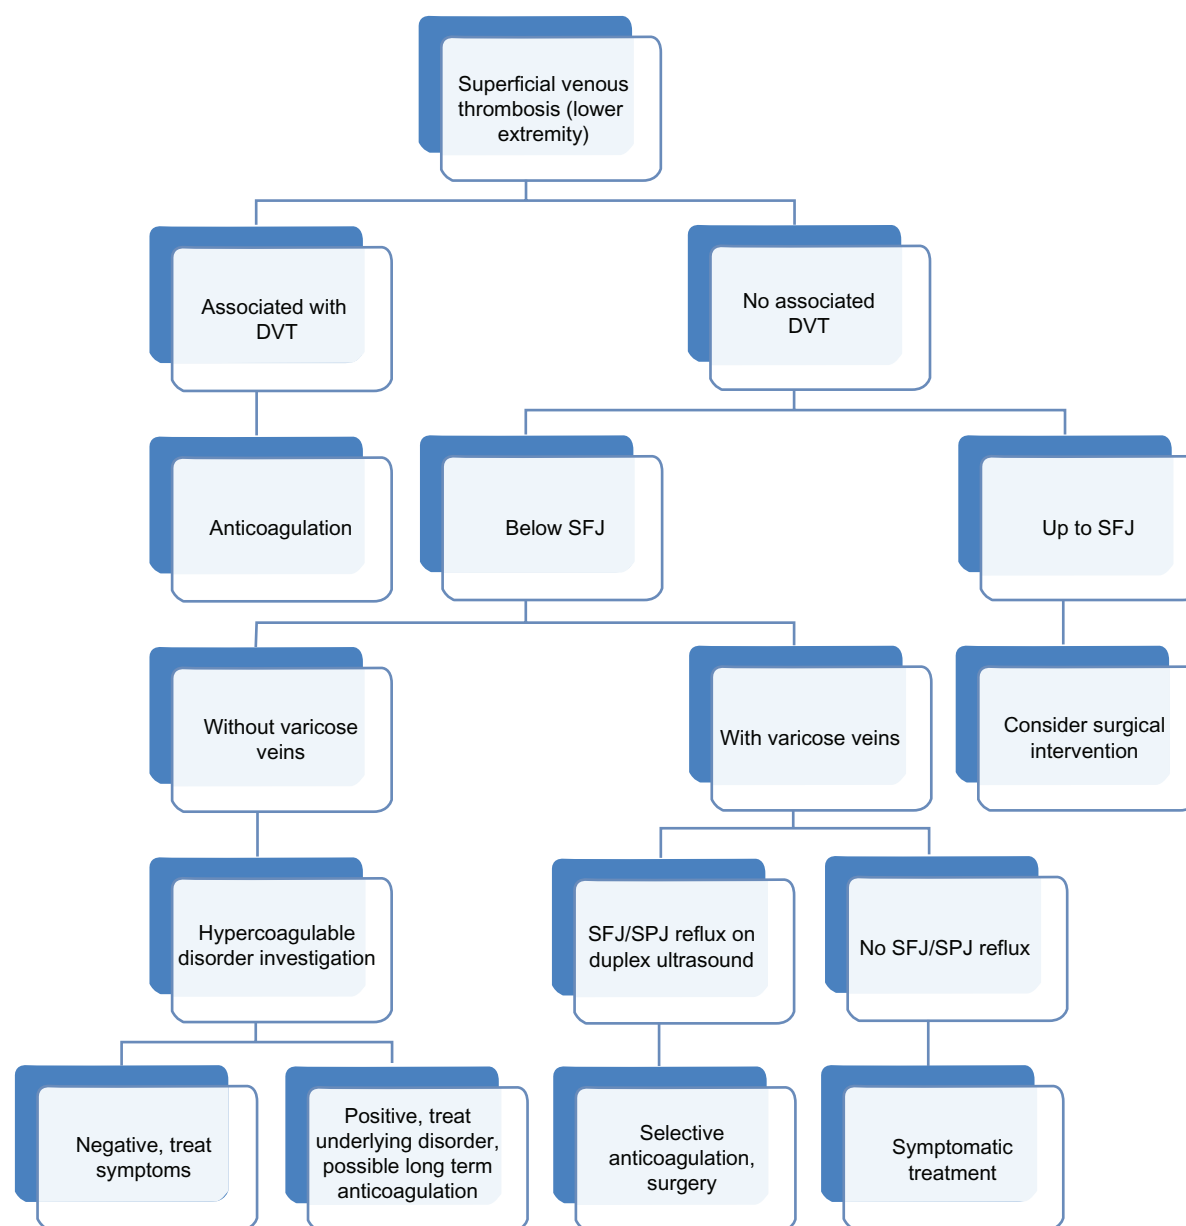 Superficial venous
thrombosis (lower
extremity)
Associated with
DVT
No associated
DVT
Anticoagulation
Below SFJ
Up to SFJ
Without varicose
veins
With varicose veins
Consider surgical
intervention
Hypercoagulable
disorder investigation
SFJ/SPJ reflux on
duplex ultrasound
No SFJ/SPJ reflux
Negative, treat
symptoms
Positive, treat
underlying disorder,
possible long term
anticoagulation
Selective
anticoagulation,
surgery
Symptomatic
treatment